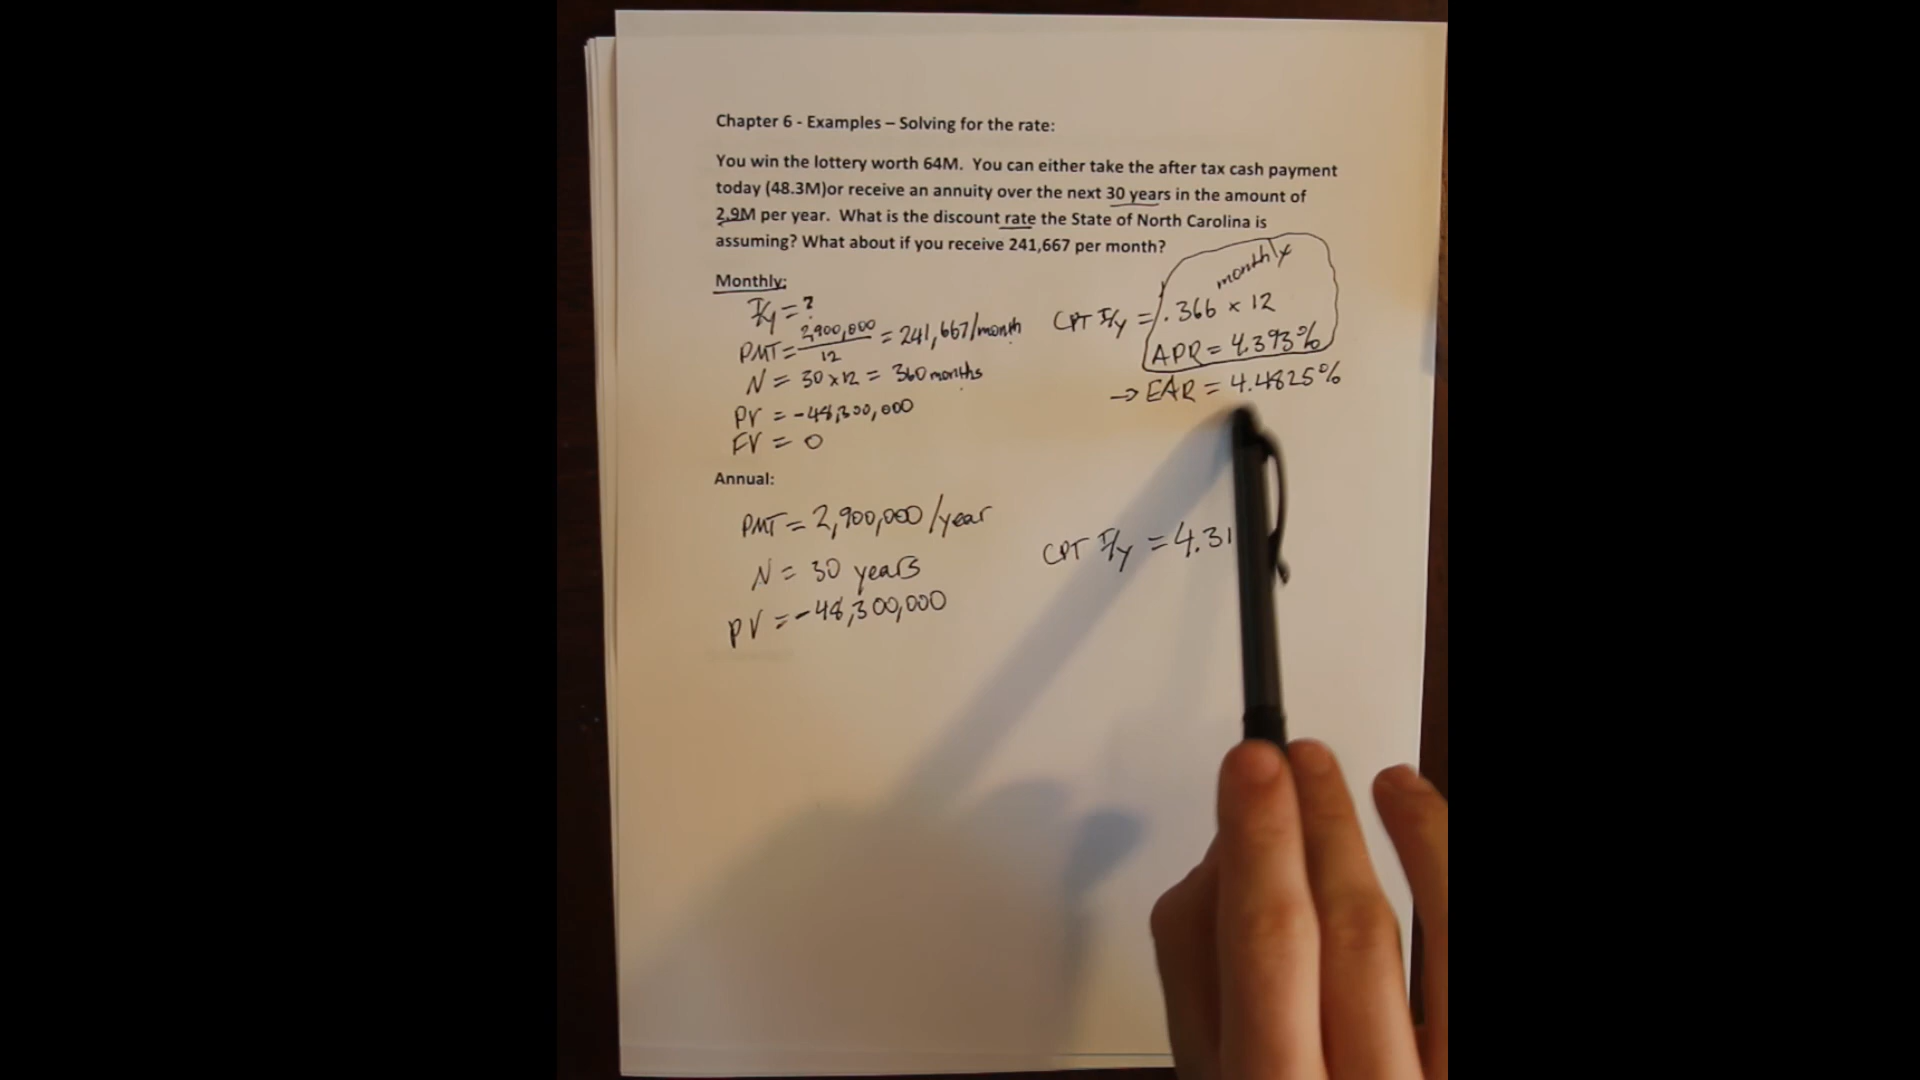 Chapter 6 - Examples – Solving for the rate:
You win the lottery worth 64M. You can either take the after tax cash payment
today (48.3M)or receive an annuity over the next 30 years in the amount of
2.9M per year. What is the discount rate the State of North Carolina is
assuming? What about if you receive 241,667 per month?
Monthly:
I/Y = ?
PMT = 2,900,000 / 12 = 241,667/month
N = 30 x 12 = 360 months
PV = -48,300,000
FV = 0
monthly
CPT I/Y = .366 x 12
APR = 4.393%
→ EAR = 4.4825%
Annual:
PMT = 2,900,000/year
N = 30 years
PV = -48,300,000
CPT I/Y = 4.31